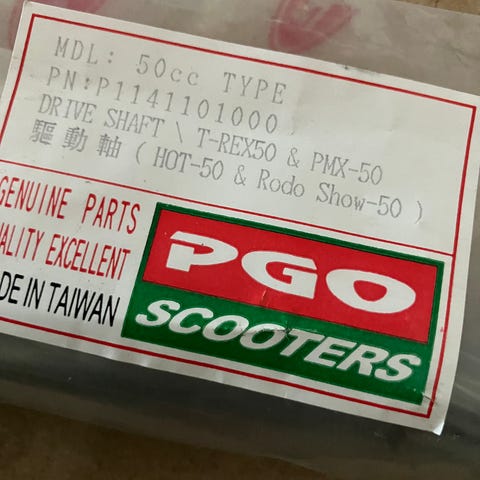 MDL: 50cc TYPE
PN:P1141101000
DRIVE SHAFT \ T-REX50 & PMX-50
驅動軸 ( HOT-50 & Rodo Show-50 )
GENUINE PARTS
ALITY EXCELLENT
DE IN TAIWAN
PGO
SCOOTERS